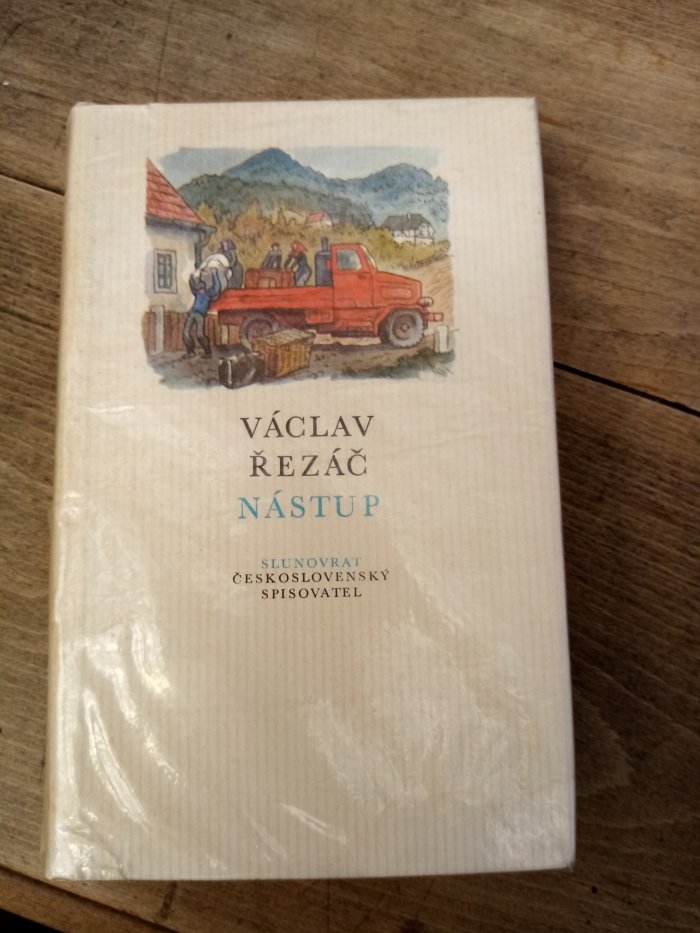 VÁCLAV
ŘEZÁČ
NÁSTUP
SLUNOVRAT
ČESKOSLOVENSKÝ
SPISOVATEL